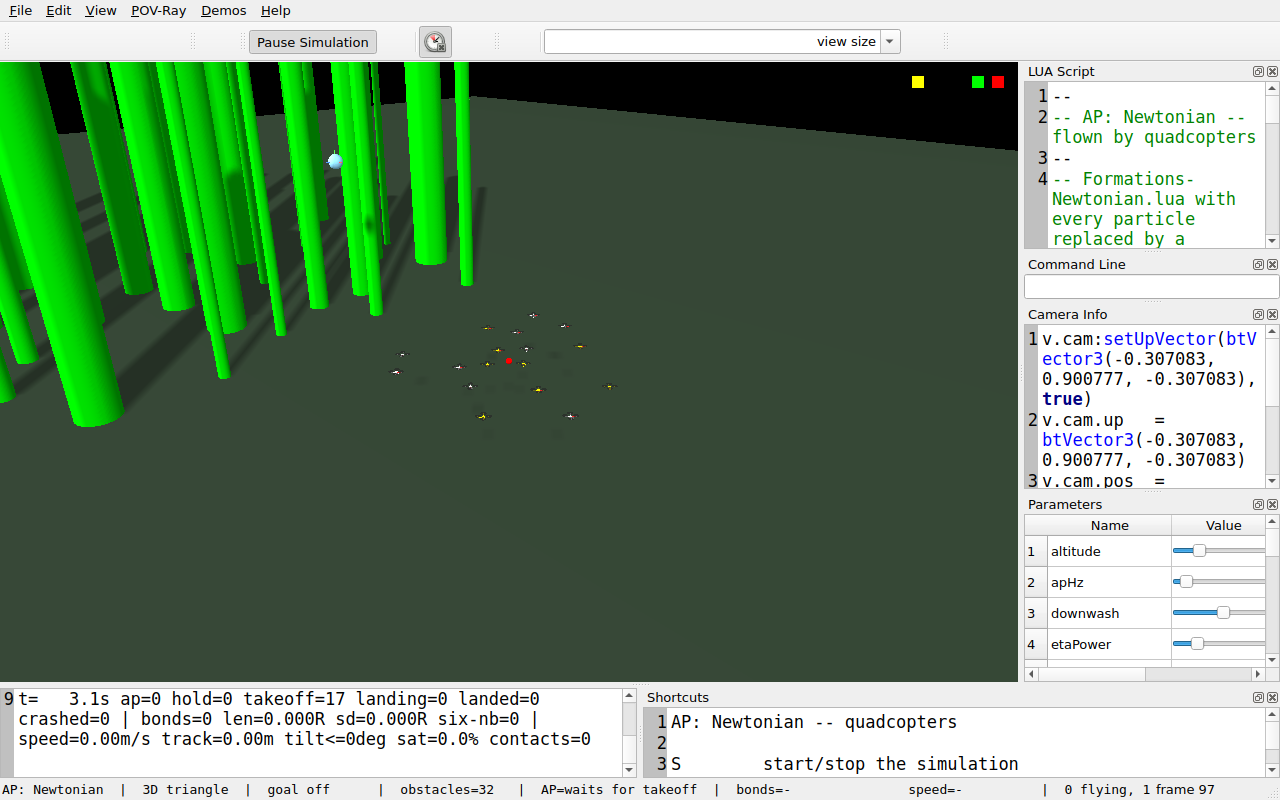 File Edit View POV-Ray Demos Help
Pause Simulation
view size
LUA Script
1 --
2 -- AP: Newtonian --
flown by quadcopters
3 --
4 -- Formations-
Newtonian.lua with
every particle
replaced by a
Command Line
Camera Info
1 v.cam:setUpVector(btV
ector3(-0.307083,
0.900777, -0.307083),
true)
2 v.cam.up =
btVector3(-0.307083,
0.900777, -0.307083)
3 v.cam.pos =
Parameters
Name Value
1 altitude
2 apHz
3 downwash
4 etaPower
9 t= 3.1s ap=0 hold=0 takeoff=17 landing=0 landed=0
crashed=0 | bonds=0 len=0.000R sd=0.000R six-nb=0 |
speed=0.00m/s track=0.00m tilt<=0deg sat=0.0% contacts=0
Shortcuts
1 AP: Newtonian -- quadcopters
2
3 S start/stop the simulation
AP: Newtonian | 3D triangle | goal off | obstacles=32 | AP=waits for takeoff | bonds=- speed=- | 0 flying, 1 frame 97